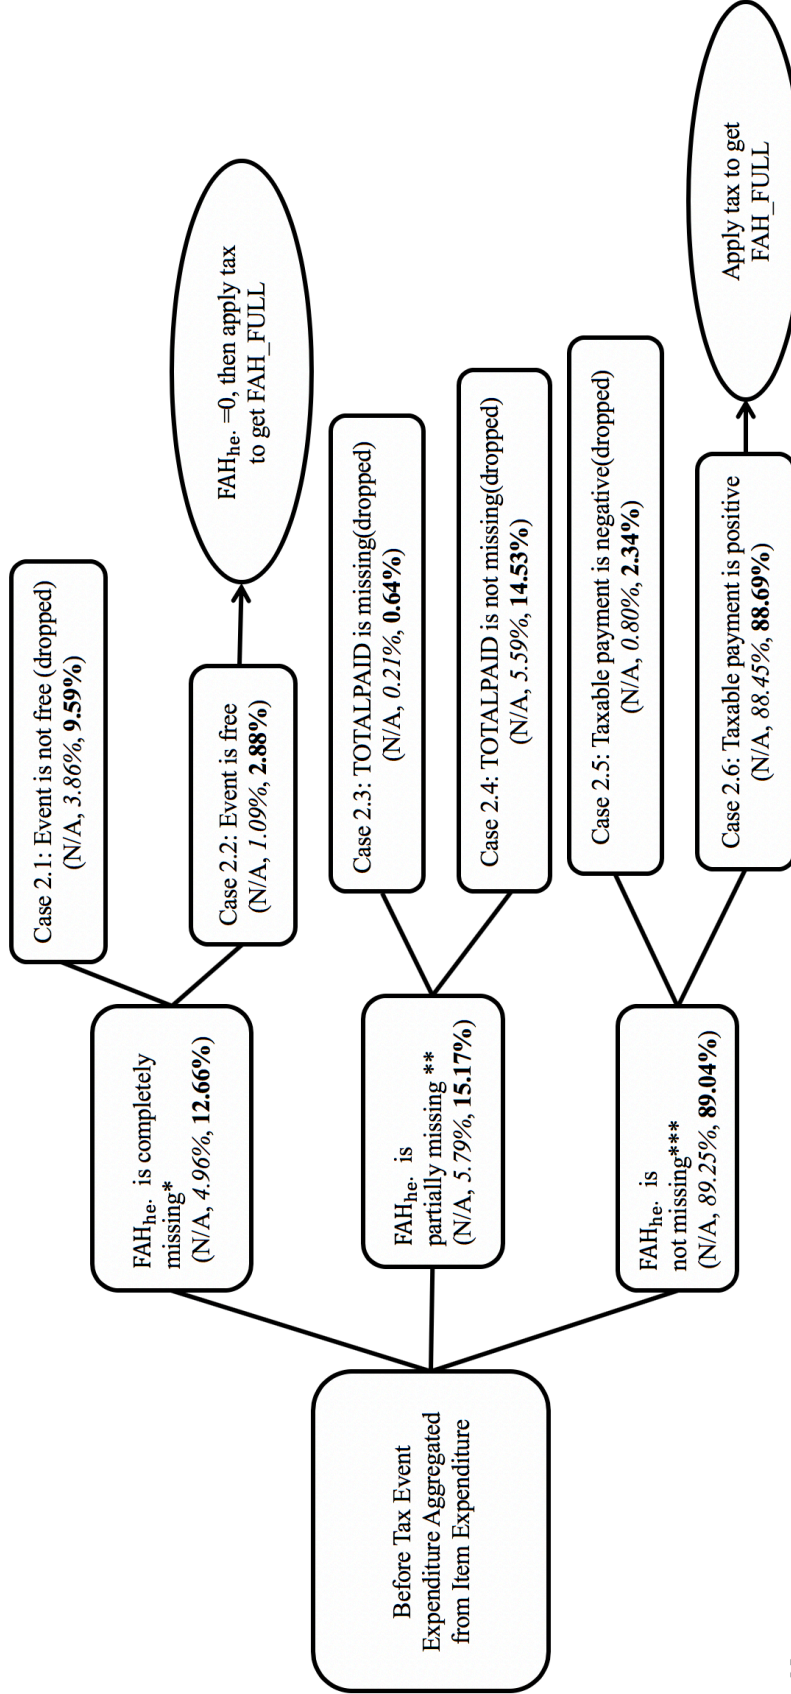 Before Tax Event
Expenditure Aggregated
from Item Expenditure
FAHhe. is completely
missing*
(N/A, 4.96%, 12.66%)
Case 2.1: Event is not free (dropped)
(N/A, 3.86%, 9.59%)
Case 2.2: Event is free
(N/A, 1.09%, 2.88%)
FAHhe. =0, then apply tax
to get FAH_FULL
FAHhe. is
partially missing **
(N/A, 5.79%, 15.17%)
Case 2.3: TOTALPAID is missing(dropped)
(N/A, 0.21%, 0.64%)
Case 2.4: TOTALPAID is not missing(dropped)
(N/A, 5.59%, 14.53%)
FAHhe. is
not missing***
(N/A, 89.25%, 89.04%)
Case 2.5: Taxable payment is negative(dropped)
(N/A, 0.80%, 2.34%)
Case 2.6: Taxable payment is positive
(N/A, 88.45%, 88.69%)
Apply tax to get
FAH_FULL